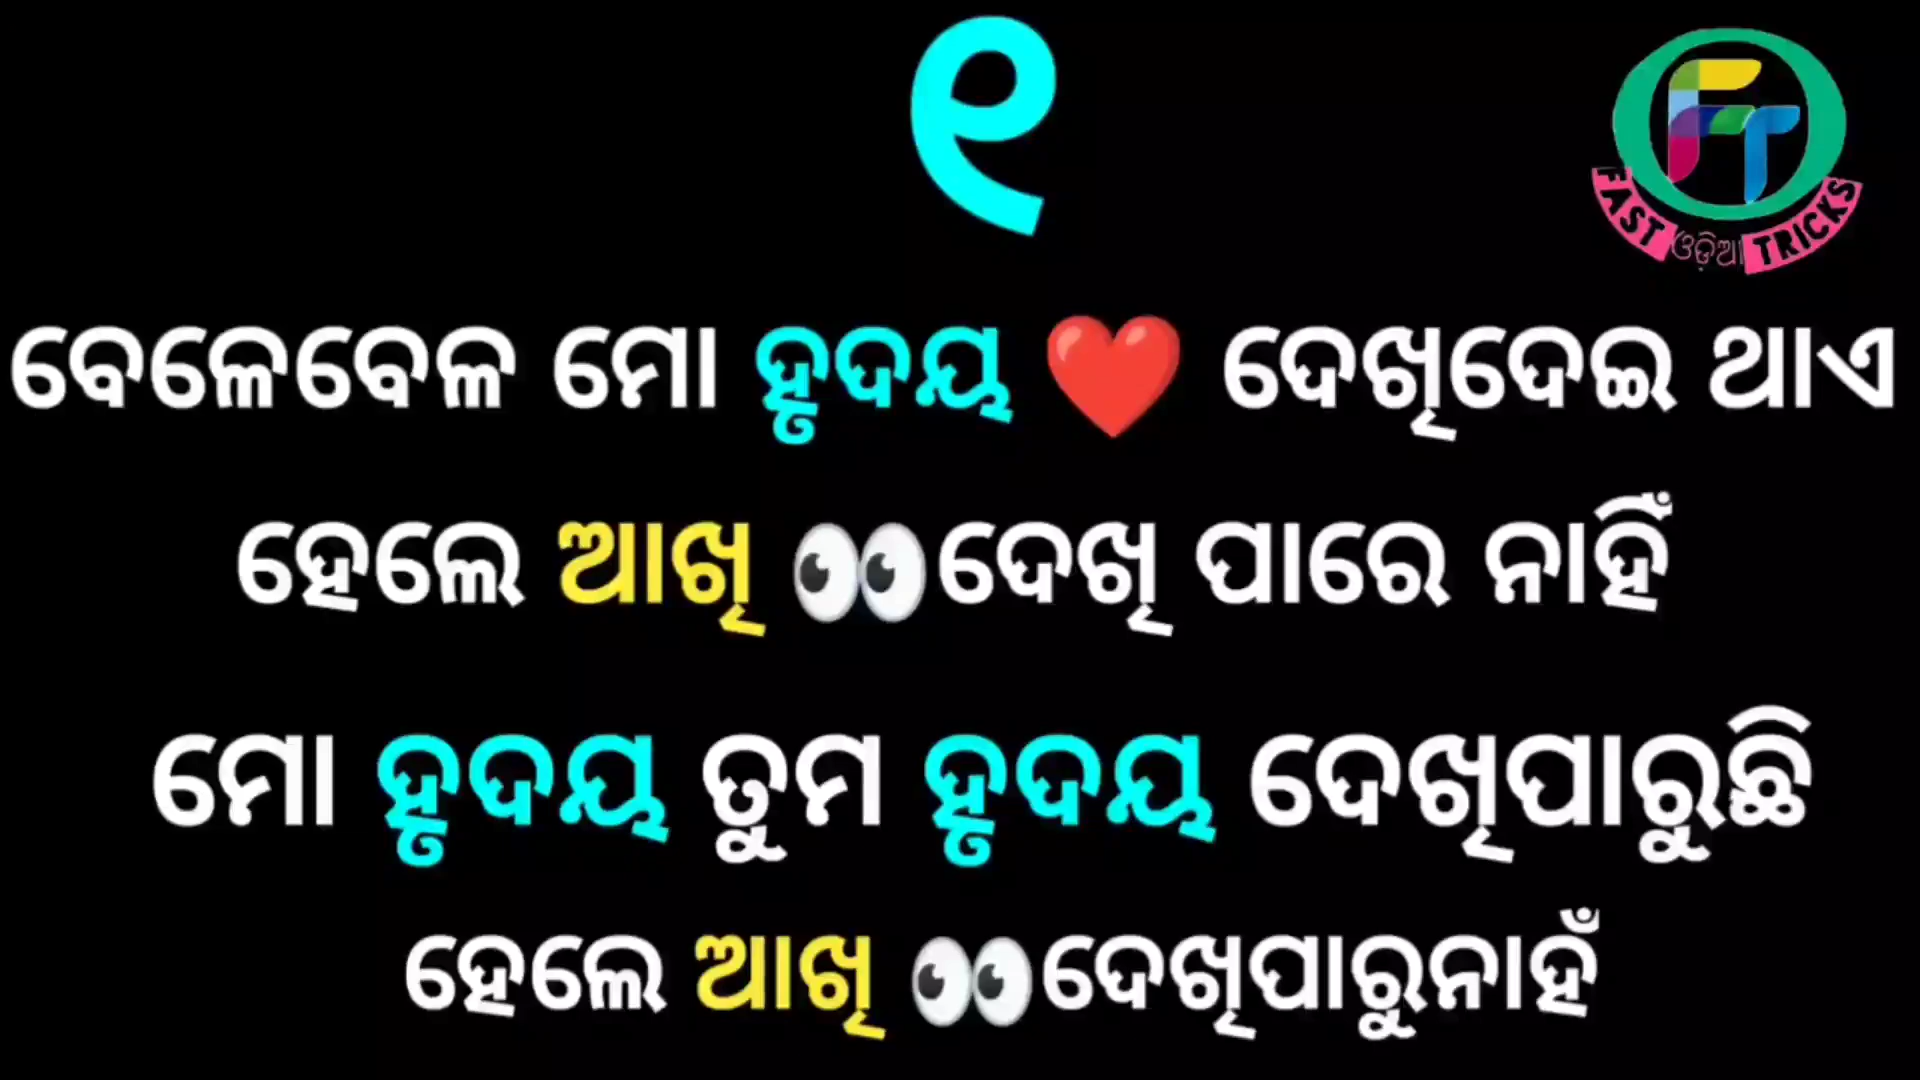 ୧
FAST ଓଡ଼ିଆ TRICKS
ବେଳେବେଳ ମୋ ହୃଦୟ ❤️ ଦେଖିଦେଇ ଥାଏ
ହେଲେ ଆଖି 👀ଦେଖି ପାରେ ନାହିଁ
ମୋ ହୃଦୟ ତୁମ ହୃଦୟ ଦେଖିପାରୁଛି
ହେଲେ ଆଖି 👀ଦେଖିପାରୁନାହଁ